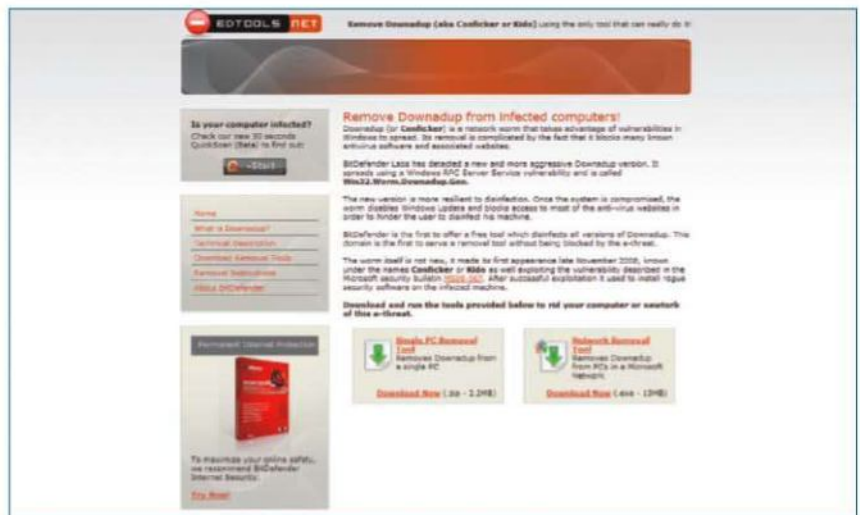 BDTOOLS NET
Remove Downadup (aka Conficker or Kido) using the only tool that can really do it!
Is your computer infected?
Check our new 30 seconds
QuickScan (Beta) to find out:
Start
Home
What is Downadup?
Technical Description
Download Removal Tools
Removal Instructions
About BitDefender
Permanent Internet Protection
To maximize your online safety,
we recommend BitDefender
Internet Security.
Try Now!
Remove Downadup from infected computers!
Downadup (or Conficker) is a network worm that takes advantage of vulnerabilities in
Windows to spread. Its removal is complicated by the fact that it blocks many known
antivirus software and associated websites.
BitDefender Labs has detected a new and more aggressive Downadup version. It
spreads using a Windows RPC Server Service vulnerability and is called
Win32.Worm.Downadup.Gen.
The new version is more resilient to disinfection. Once the system is compromised, the
worm disables Windows Update and blocks access to most of the anti-virus websites in
order to hinder the user to disinfect his machine.
BitDefender is the first to offer a free tool which disinfects all versions of Downadup. This
domain is the first to serve a removal tool without being blocked by the e-threat.
The worm itself is not new, it made its first appearance late November 2008, known
under the names Conficker or Kido as well exploiting the vulnerability described in the
Microsoft security bulletin MS08-067. After successful exploitation it used to install rogue
security software on the infected machine.
Download and run the tools provided below to rid your computer or network
of this e-threat.
Single PC Removal
Tool
Removes Downadup from
a single PC
Download Now (.zip - 2.2MB)
Network Removal
Tool
Removes Downadup
from PCs in a Microsoft
Network
Download Now (.exe - 13MB)